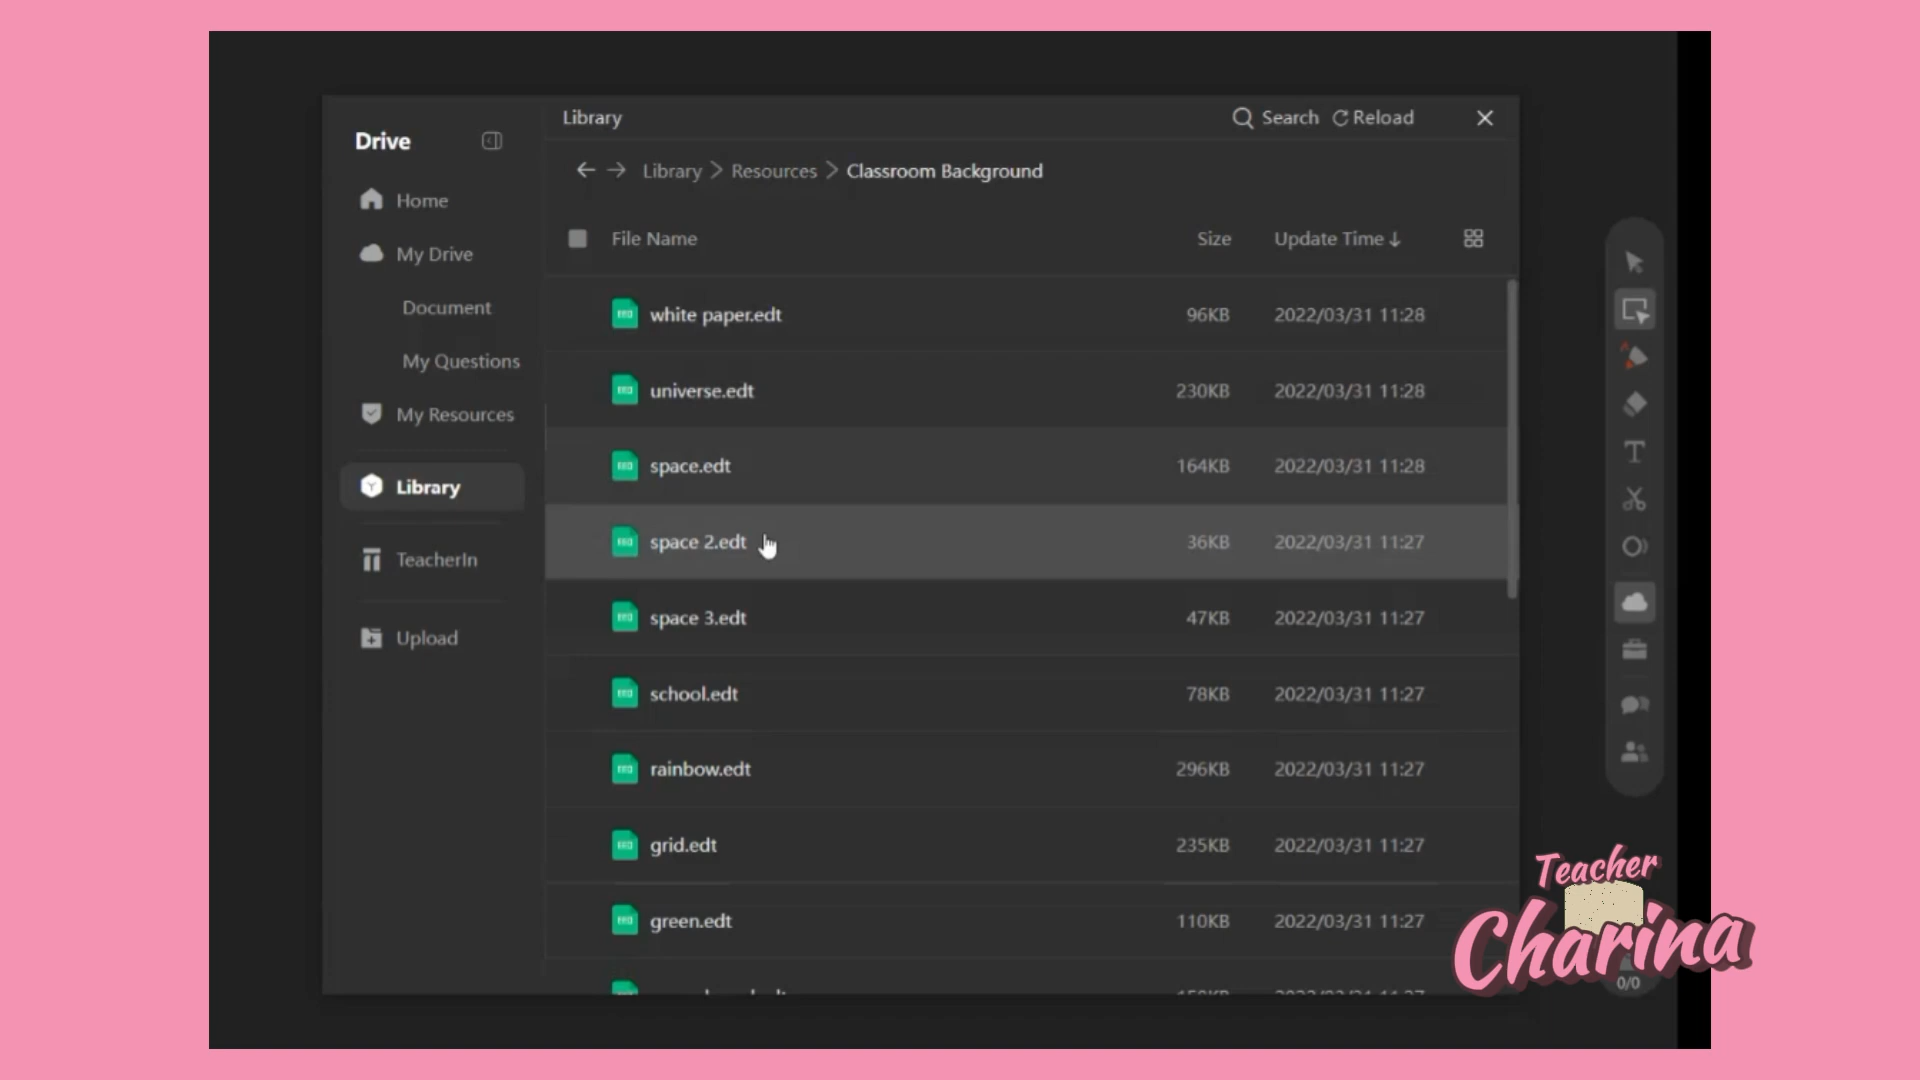 Library
Search
Reload
Drive
Library > Resources > Classroom Background
Home
My Drive
Document
My Questions
My Resources
Library
TeacherIn
Upload
File Name Size Update Time
white paper.edt 96KB 2022/03/31 11:28
universe.edt 230KB 2022/03/31 11:28
space.edt 164KB 2022/03/31 11:28
space 2.edt 36KB 2022/03/31 11:27
space 3.edt 47KB 2022/03/31 11:27
school.edt 78KB 2022/03/31 11:27
rainbow.edt 296KB 2022/03/31 11:27
grid.edt 235KB 2022/03/31 11:27
green.edt 110KB 2022/03/31 11:27
Teacher
Charina
0/0